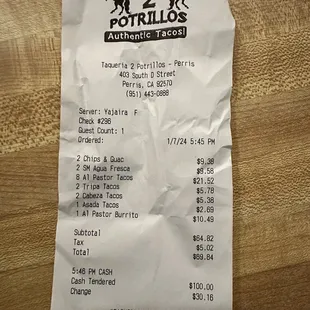 2
POTRILLOS
Authentic Tacos!
Taqueria 2 Potrillos - Perris
403 South D Street
Perris, CA 92570
(951) 443-0888
Server: Yajaira F
Check #296
Guest Count: 1
Ordered: 1/7/24 5:45 PM
2 Chips & Guac $9.38
2 SM Agua Fresca $8.58
8 Al Pastor Tacos $21.52
2 Tripa Tacos $5.78
2 Cabeza Tacos $5.38
1 Asada Tacos $2.69
1 Al Pastor Burrito $10.49
Subtotal $64.82
Tax $5.02
Total $69.84
5:46 PM CASH
Cash Tendered $100.00
Change $30.16